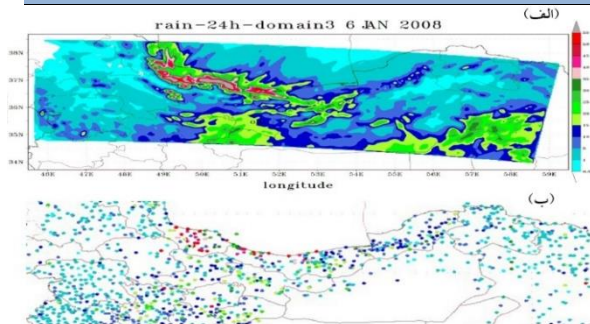 (الف)
rain-24h-domain3 6 JAN 2008
38N
37N
36N
35N
34N
46E 47E 48E 49E 50E 51E 52E 53E 54E 55E 56E 57E 58E 59E
longitude
(ب)